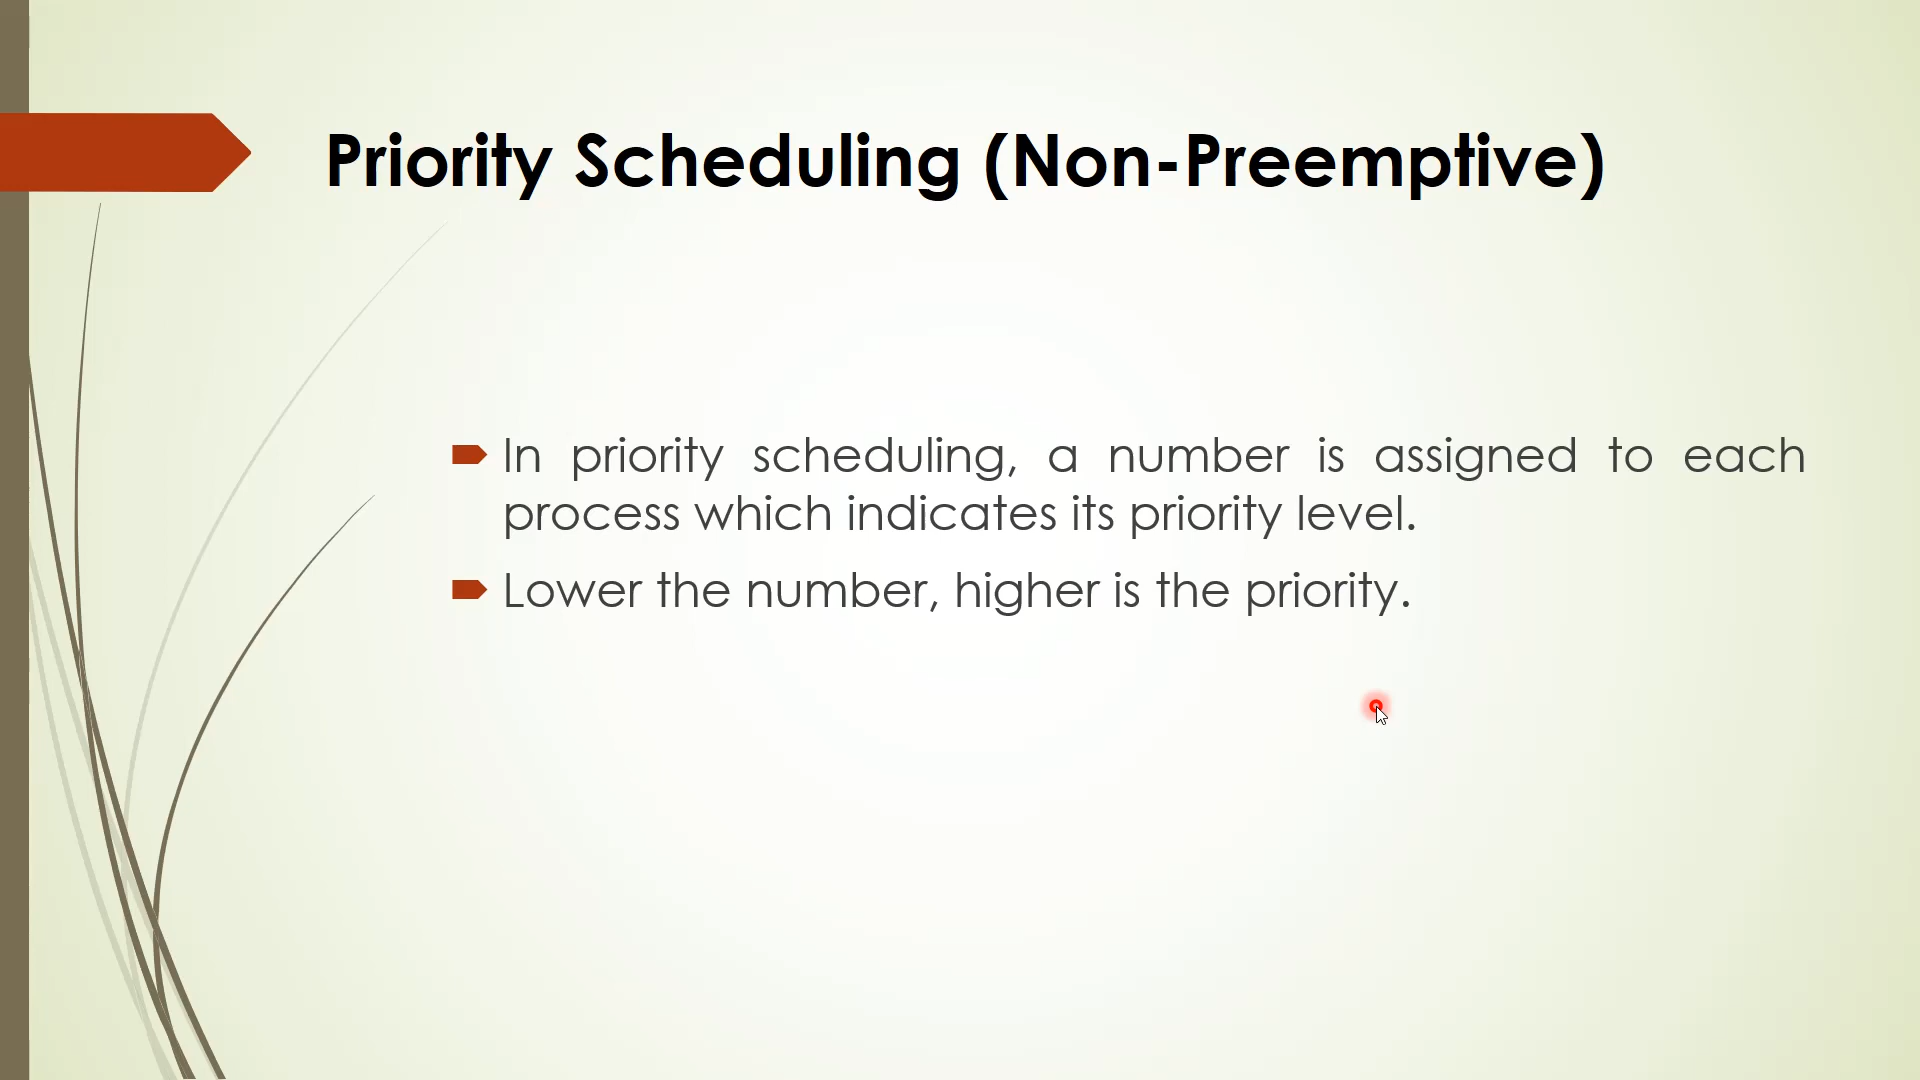 Priority Scheduling (Non-Preemptive)
In priority scheduling, a number is assigned to each
process which indicates its priority level.
Lower the number, higher is the priority.